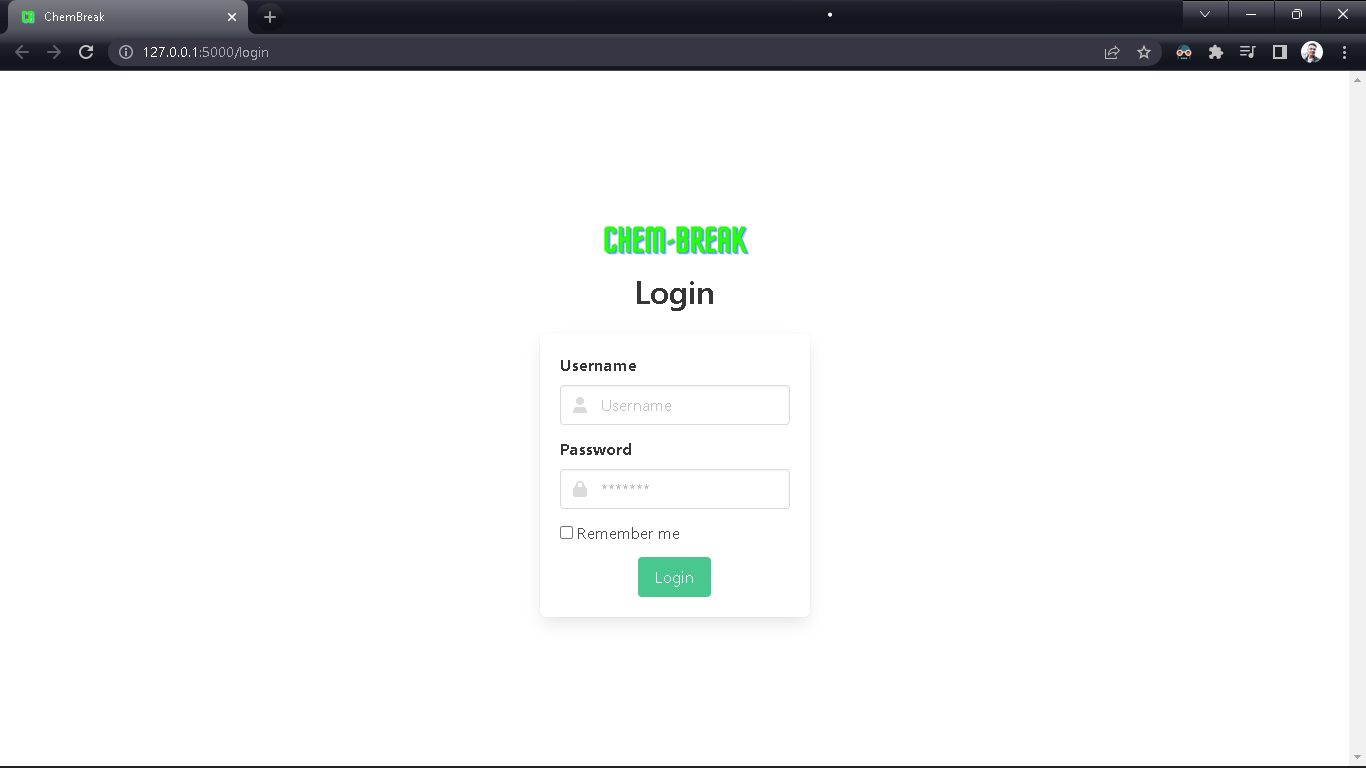 ChemBreak
127.0.0.1:5000/login
CHEM-BREAK
Login
Username
Username
Password
*******
Remember me
Login